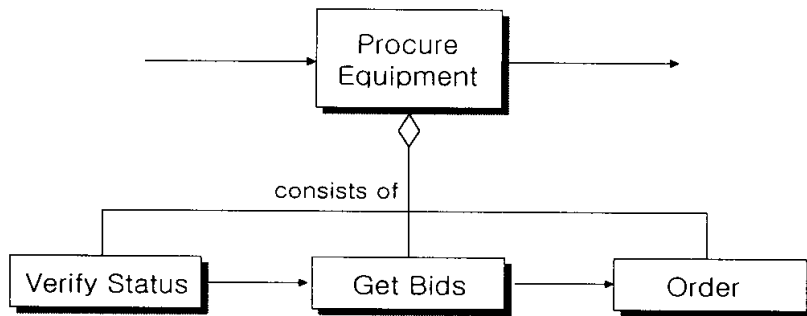 Procure
Equipment
consists of
Verify Status
Get Bids
Order